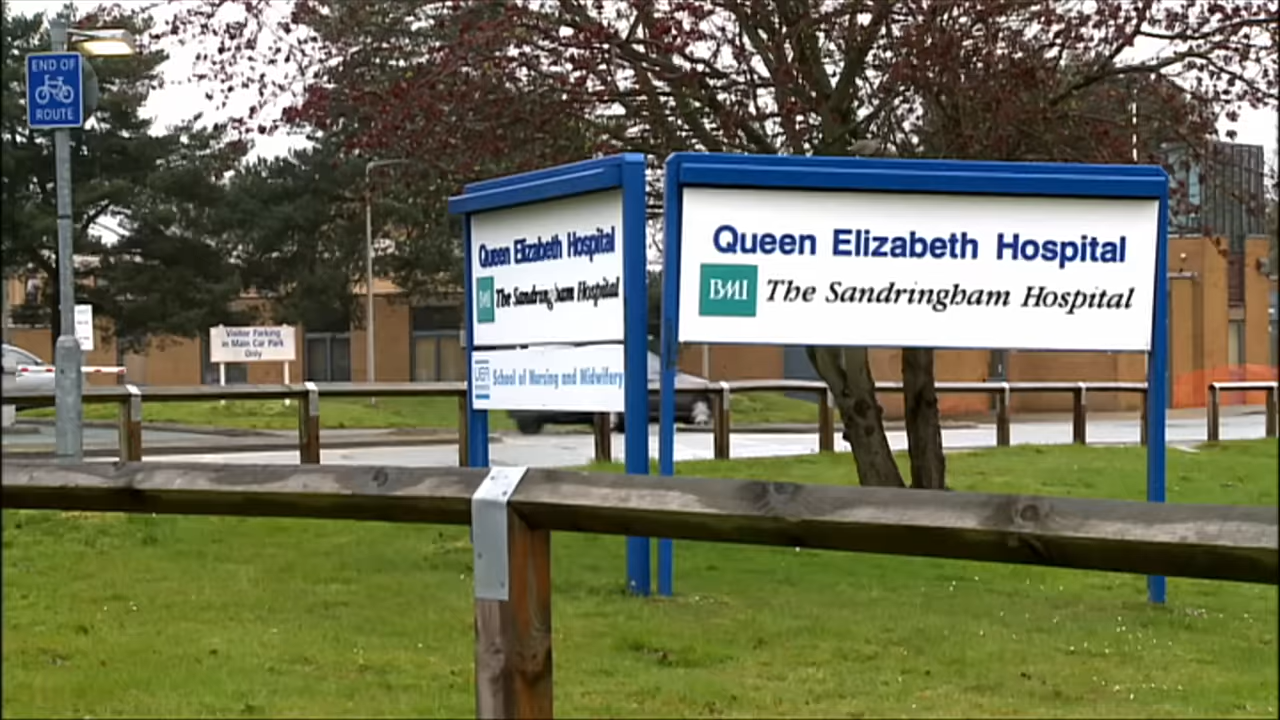 END OF
ROUTE
Visitor Parking
in Main Car Park
Only
Queen Elizabeth Hospital
BMI The Sandringham Hospital
UEA School of Nursing and Midwifery
Queen Elizabeth Hospital
BMI The Sandringham Hospital